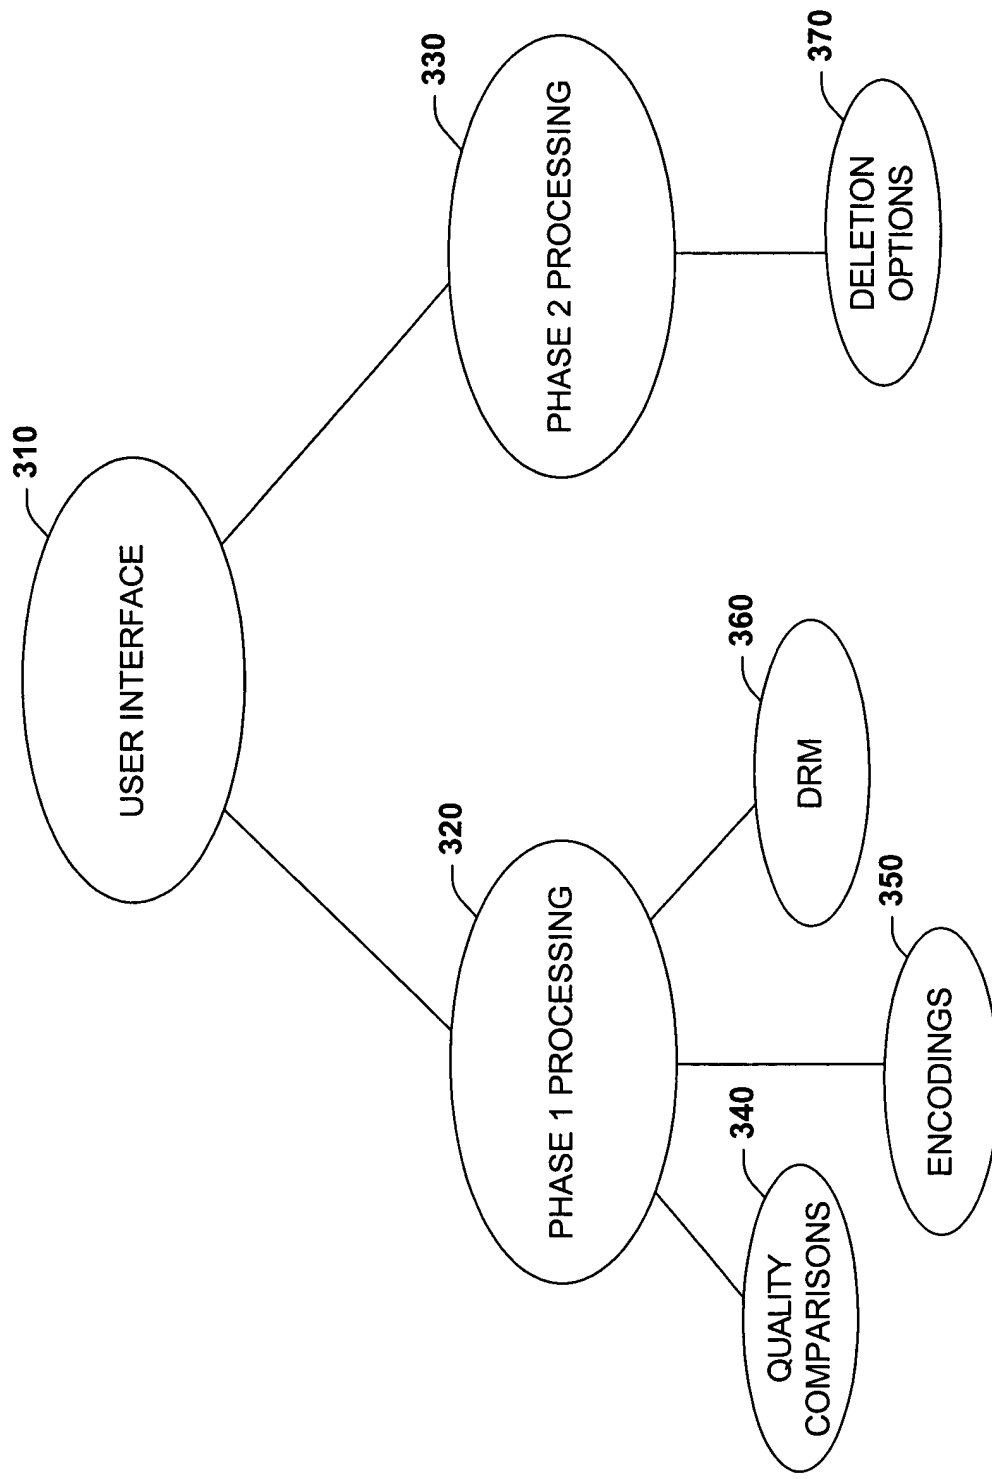 310
USER INTERFACE
320
PHASE 1 PROCESSING
330
PHASE 2 PROCESSING
340
QUALITY
COMPARISONS
350
ENCODINGS
360
DRM
370
DELETION
OPTIONS